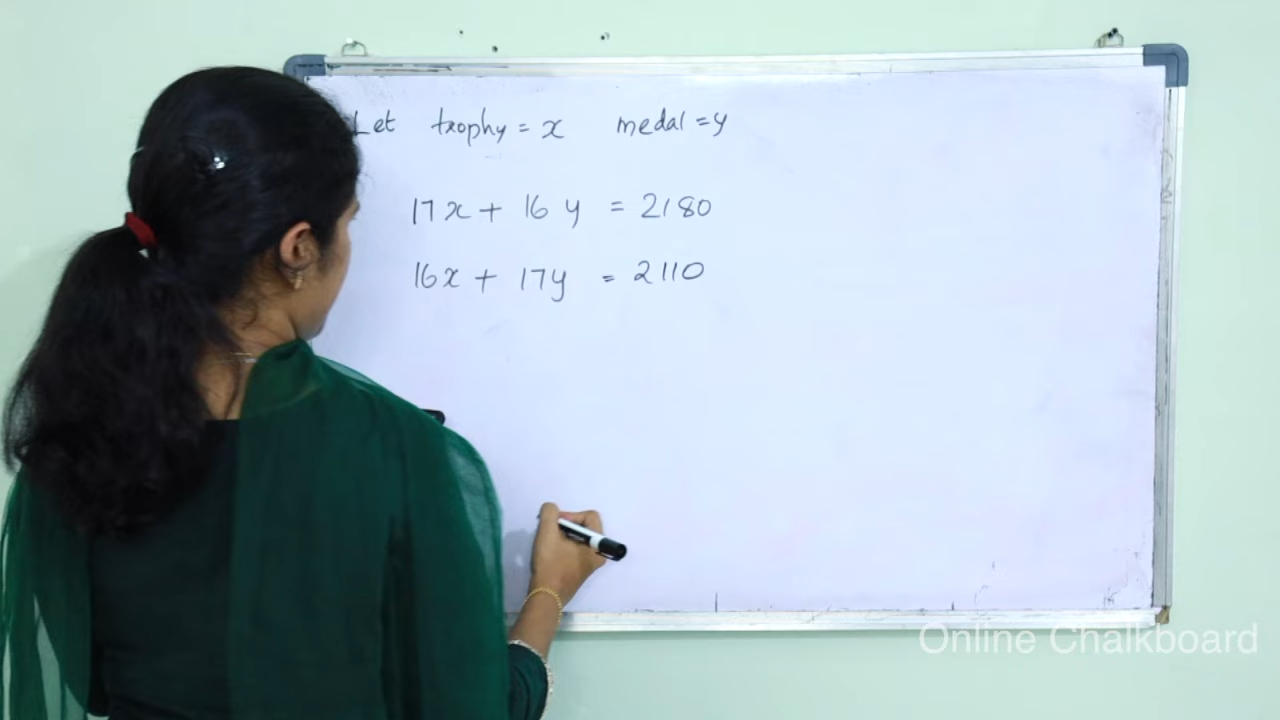 Let trophy = x medal = y
17x + 16y = 2180
16x + 17y = 2110
Online Chalkboard